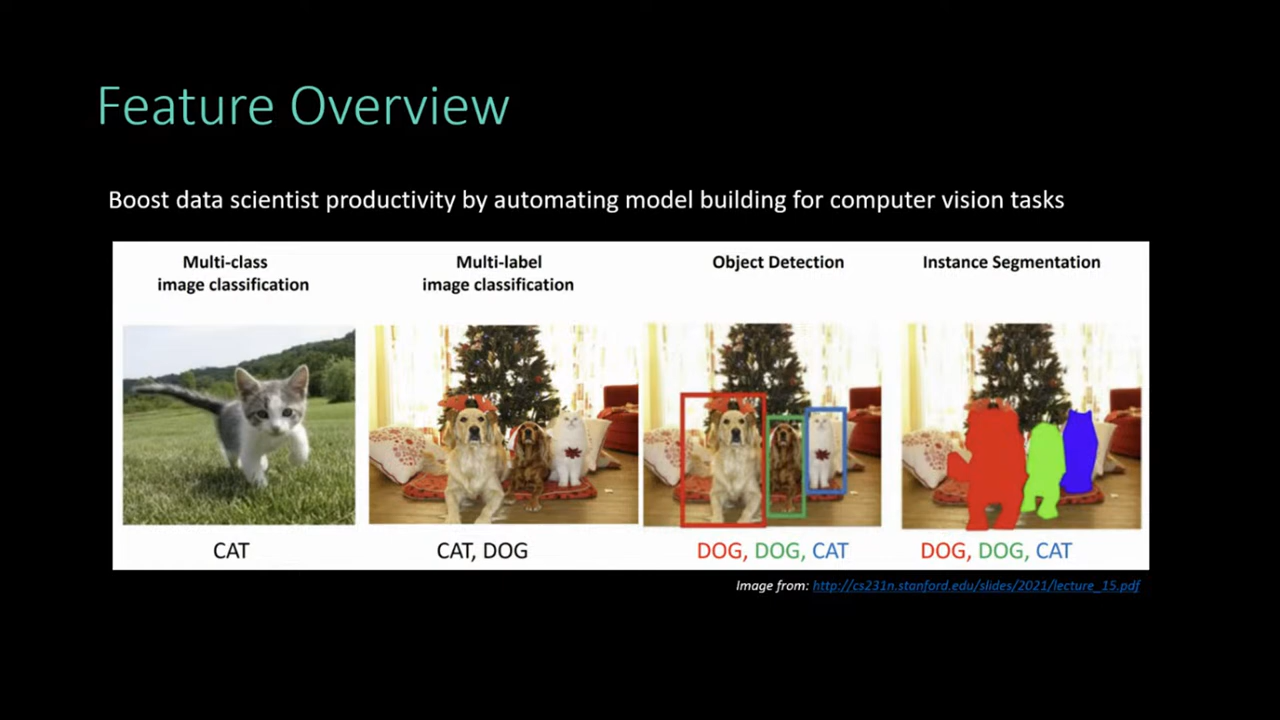 Feature Overview
Boost data scientist productivity by automating model building for computer vision tasks
Multi-class
image classification
Multi-label
image classification
Object Detection
Instance Segmentation
CAT
CAT, DOG
DOG, DOG, CAT
DOG, DOG, CAT
Image from: http://cs231n.stanford.edu/slides/2021/lecture_15.pdf